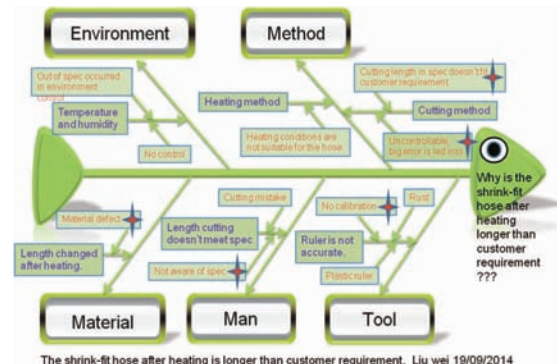 Environment
Method
Out of spec occurred
in environment
control
Temperature
and humidity
No control
Heating method
Heating conditions are
not suitable for the hose
Cutting length in spec doesn't fit
customer requirement
Cutting method
Uncontrollable,
big error is led into
Why is the
shrink-fit
hose after
heating
longer than
customer
requirement
???
Material defect
Length changed
after heating.
Cutting mistake
Length cutting
doesn't meet spec
Not aware of spec
No calibration
Rust
Ruler is not
accurate.
Plastic ruler
Material
Man
Tool
The shrink-fit hose after heating is longer than customer requirement. Liu wei 19/09/2014